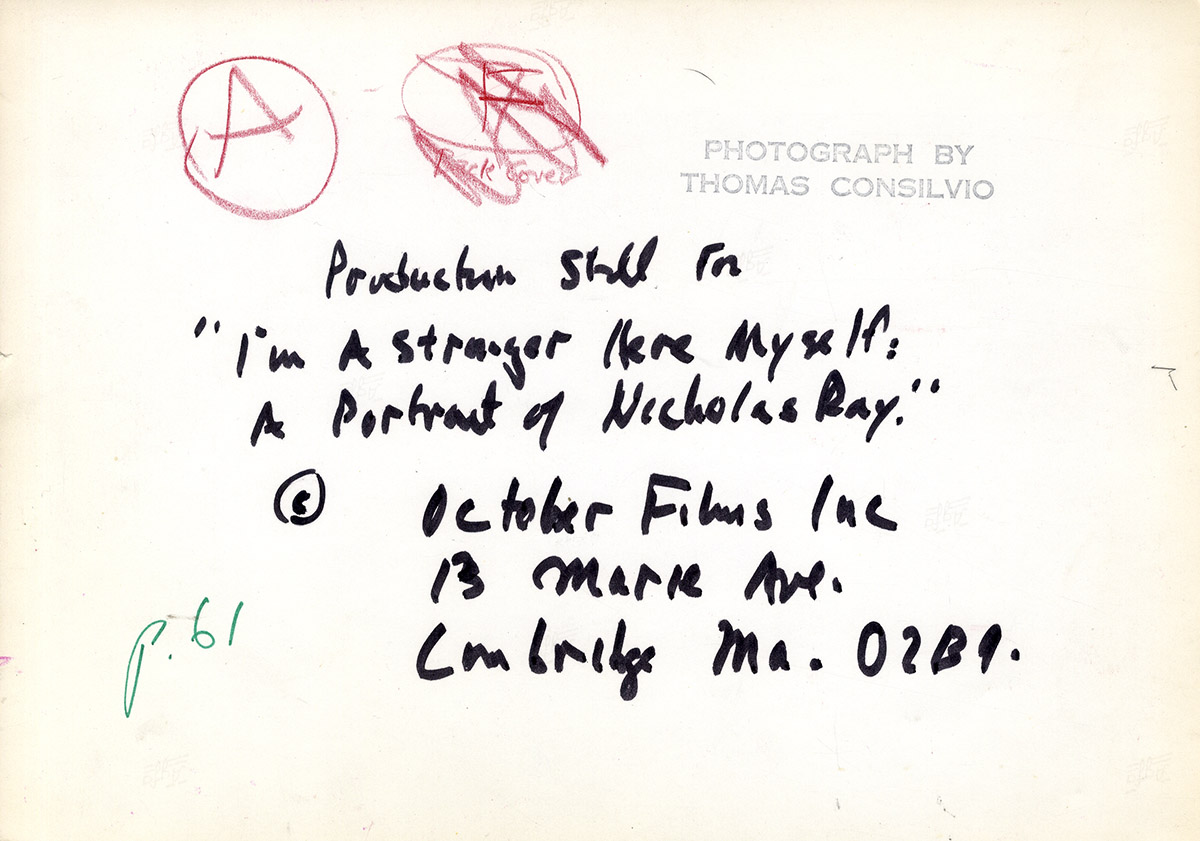 A
F
Back Cover
PHOTOGRAPH BY
THOMAS CONSILVIO
Production Still For
"I'm A Stranger Here Myself:
A Portrait of Nicholas Ray."
©
October Films Inc
13 Marie Ave.
Cambridge Ma. 02139.
p. 61